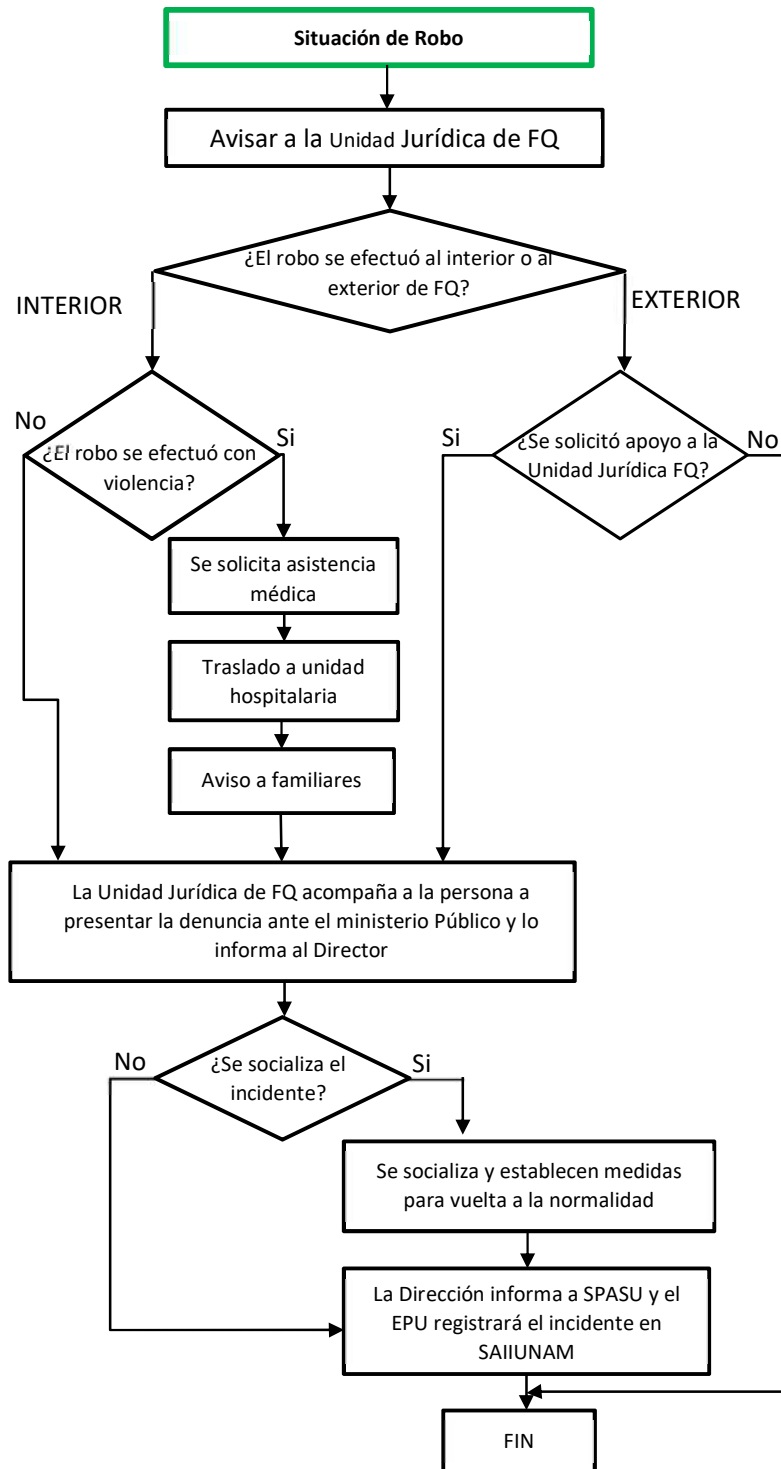 Situación de Robo
Avisar a la Unidad Jurídica de FQ
¿El robo se efectuó al interior o al
exterior de FQ?
INTERIOR
EXTERIOR
No
¿El robo se efectuó con
violencia?
Si
Si
¿Se solicitó apoyo a la
Unidad Jurídica FQ?
No
Se solicita asistencia
médica
Traslado a unidad
hospitalaria
Aviso a familiares
La Unidad Jurídica de FQ acompaña a la persona a
presentar la denuncia ante el ministerio Público y lo
informa al Director
No
¿Se socializa el
incidente?
Si
Se socializa y establecen medidas
para vuelta a la normalidad
La Dirección informa a SPASU y el
EPU registrará el incidente en
SAIIUNAM
FIN